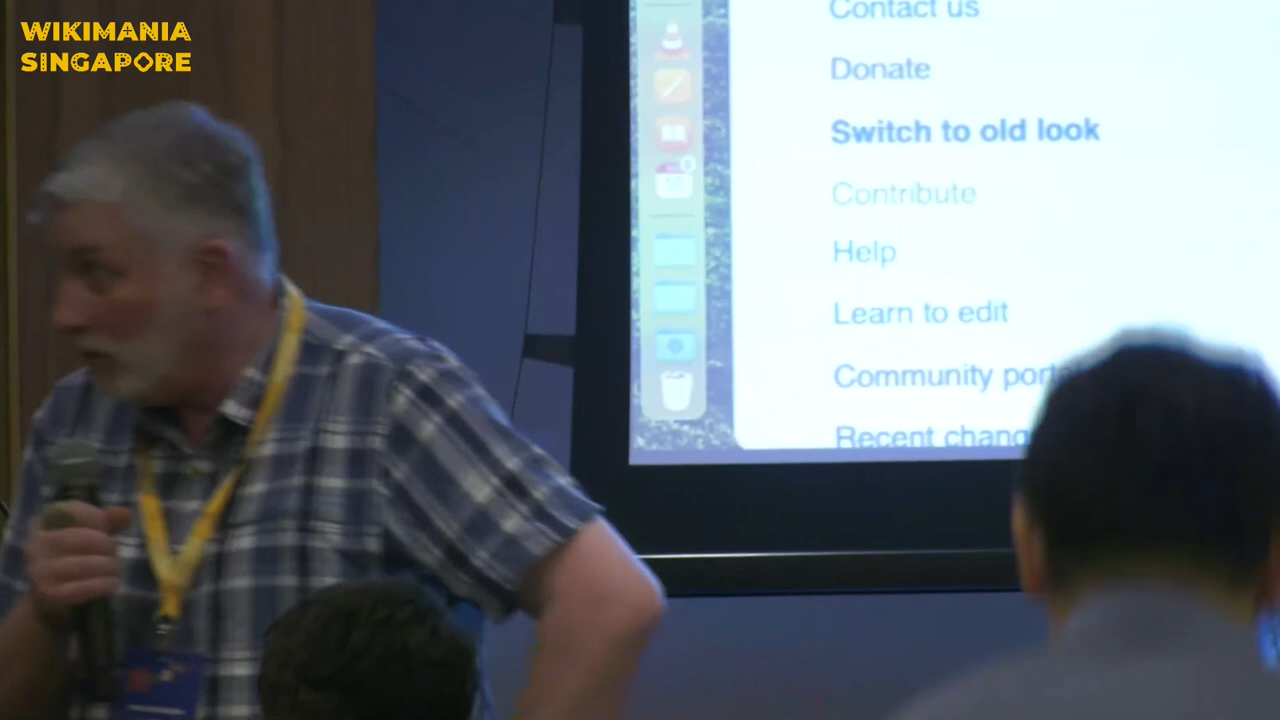 WIKIMANIA
SINGAPORE
Contact us
Donate
Switch to old look
Contribute
Help
Learn to edit
Community
Recent